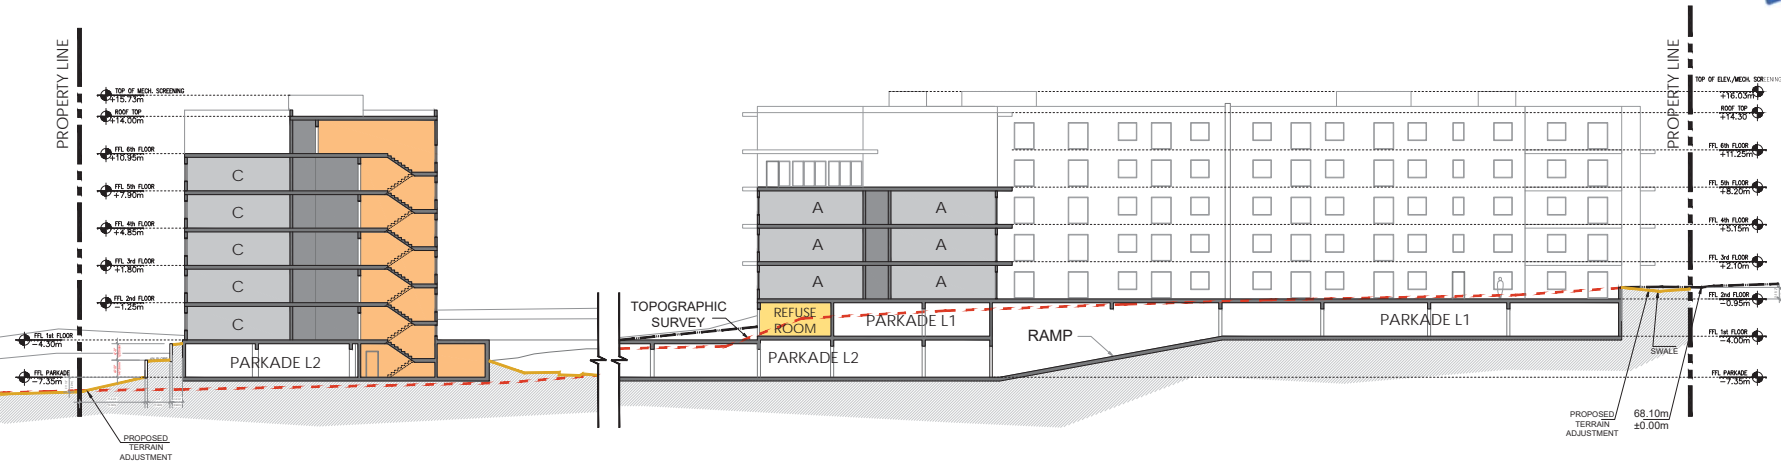 PROPERTY LINE
TOP OF MECH. SCREENING
+15.73m
ROOF TOP
+14.00m
FFL 6th FLOOR
+10.95m
FFL 5th FLOOR
+7.90m
FFL 4th FLOOR
+4.85m
FFL 3rd FLOOR
+1.80m
FFL 2nd FLOOR
-1.25m
FFL 1st FLOOR
-4.30m
FFL PARKADE
-7.35m
C
C
C
C
C
PARKADE L2
PROPOSED
TERRAIN
ADJUSTMENT
TOPOGRAPHIC
SURVEY
A
A
A
A
A
A
REFUSE
ROOM
PARKADE L1
PARKADE L2
RAMP
PARKADE L1
PROPERTY LINE
TOP OF ELEV./MECH. SCREENING
+16.03m
ROOF TOP
+14.30
FFL 6th FLOOR
+11.25m
FFL 5th FLOOR
+8.20m
FFL 4th FLOOR
+5.15m
FFL 3rd FLOOR
+2.10m
FFL 2nd FLOOR
-0.95m
FFL 1st FLOOR
-4.00m
FFL PARKADE
-7.35m
SWALE
PROPOSED
TERRAIN
ADJUSTMENT
68.10m
±0.00m